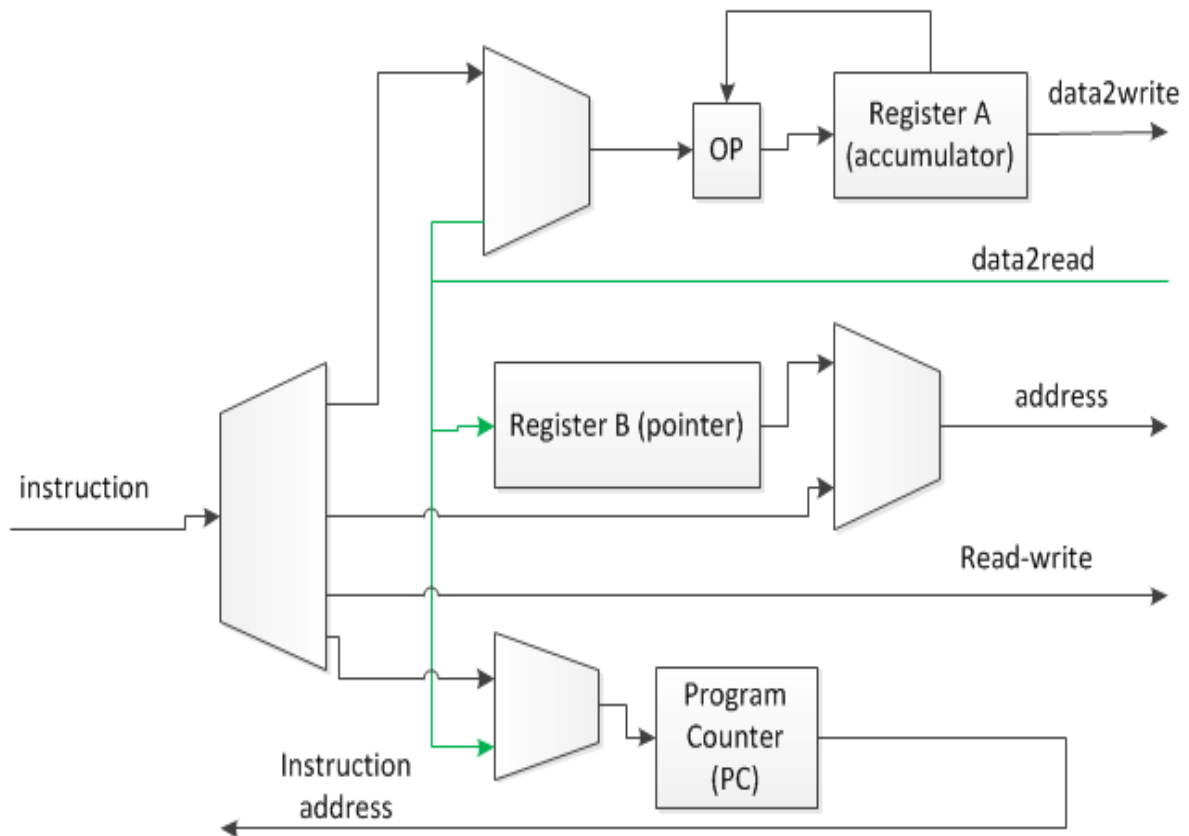 Register A
(accumulator)
data2write
OP
data2read
Register B (pointer)
address
instruction
Read-write
Program
Counter
(PC)
Instruction
address